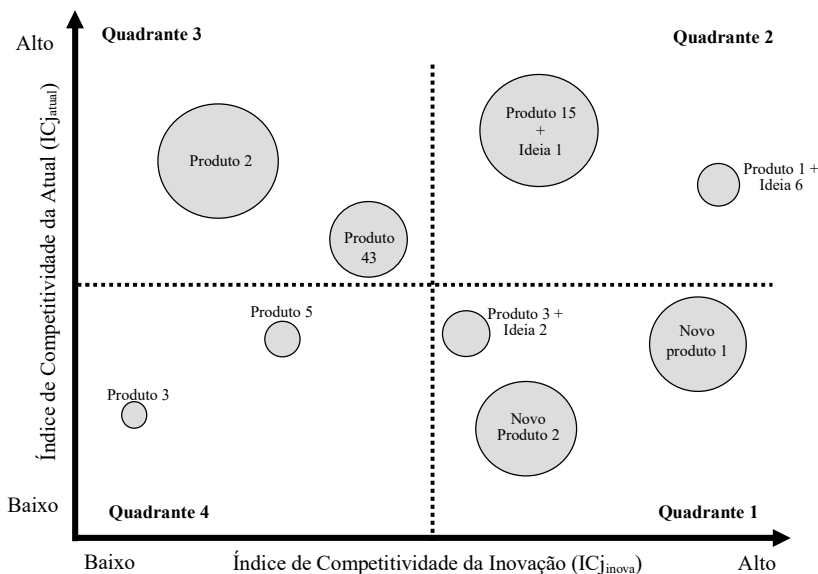 Quadrante 3
Quadrante 2
Alto
Índice de Competitividade da Atual (ICjatual)
Produto 2
Produto 15
+
Ideia 1
Produto 1 +
Ideia 6
Produto
43
Produto 5
Produto 3 +
Ideia 2
Novo
produto 1
Produto 3
Novo
Produto 2
Baixo
Quadrante 4
Quadrante 1
Baixo
Índice de Competitividade da Inovação (ICjinova)
Alto